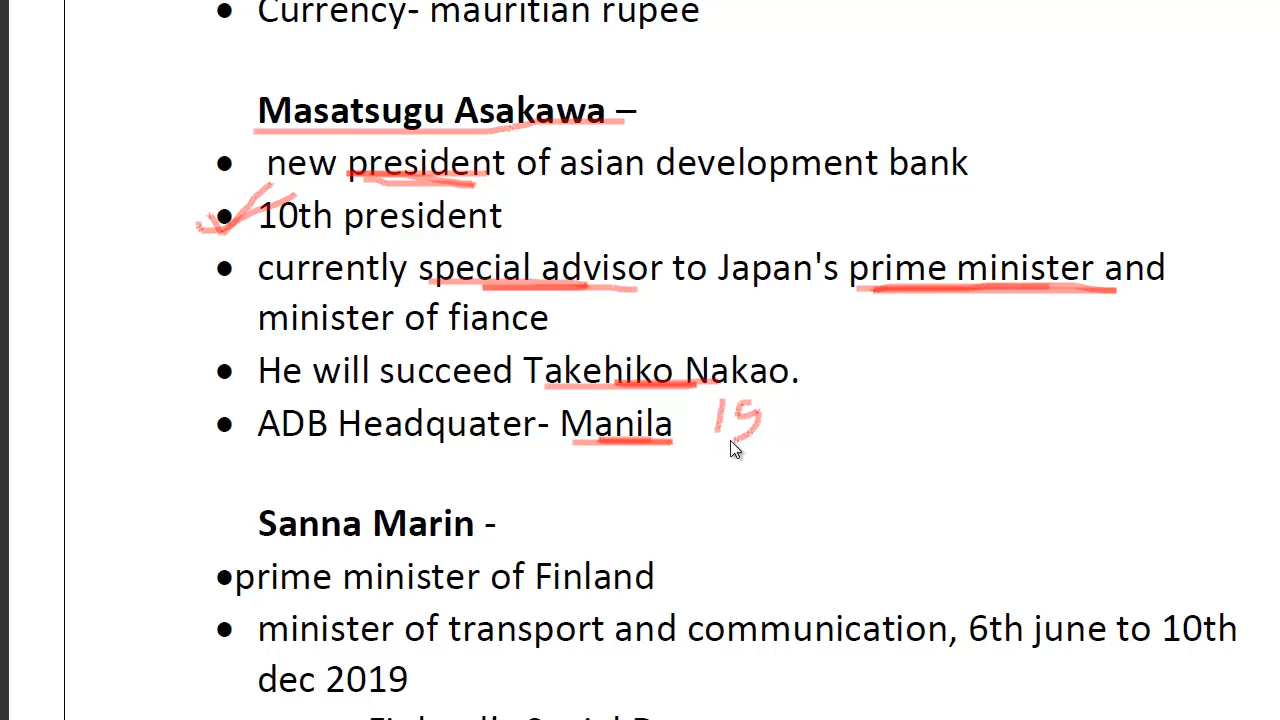 • Currency- mauritian rupee
Masatsugu Asakawa –
• new president of asian development bank
• 10th president
• currently special advisor to Japan's prime minister and
minister of fiance
• He will succeed Takehiko Nakao.
• ADB Headquater- Manila 19
Sanna Marin -
•prime minister of Finland
• minister of transport and communication, 6th june to 10th
dec 2019